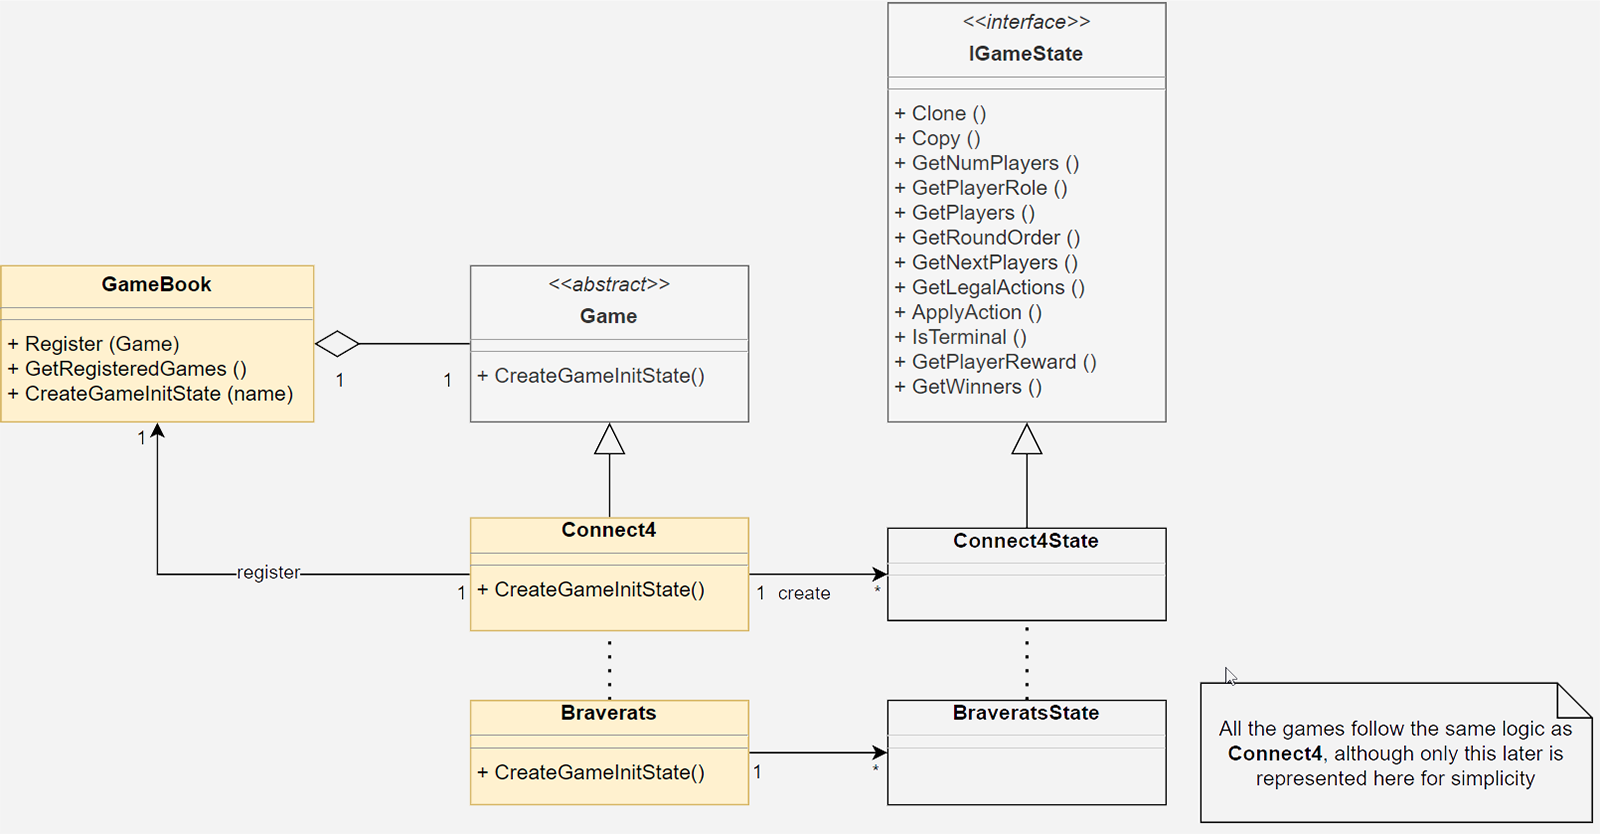 <<interface>>
IGameState
+ Clone ()
+ Copy ()
+ GetNumPlayers ()
+ GetPlayerRole ()
+ GetPlayers ()
+ GetRoundOrder ()
+ GetNextPlayers ()
+ GetLegalActions ()
+ ApplyAction ()
+ IsTerminal ()
+ GetPlayerReward ()
+ GetWinners ()
GameBook
+ Register (Game)
+ GetRegisteredGames ()
+ CreateGameInitState (name)
1
1
<<abstract>>
Game
+ CreateGameInitState()
1
register
1
Connect4
+ CreateGameInitState()
1 create
*
Connect4State
Braverats
+ CreateGameInitState()
1
*
BraveratsState
All the games follow the same logic as
Connect4, although only this later is
represented here for simplicity